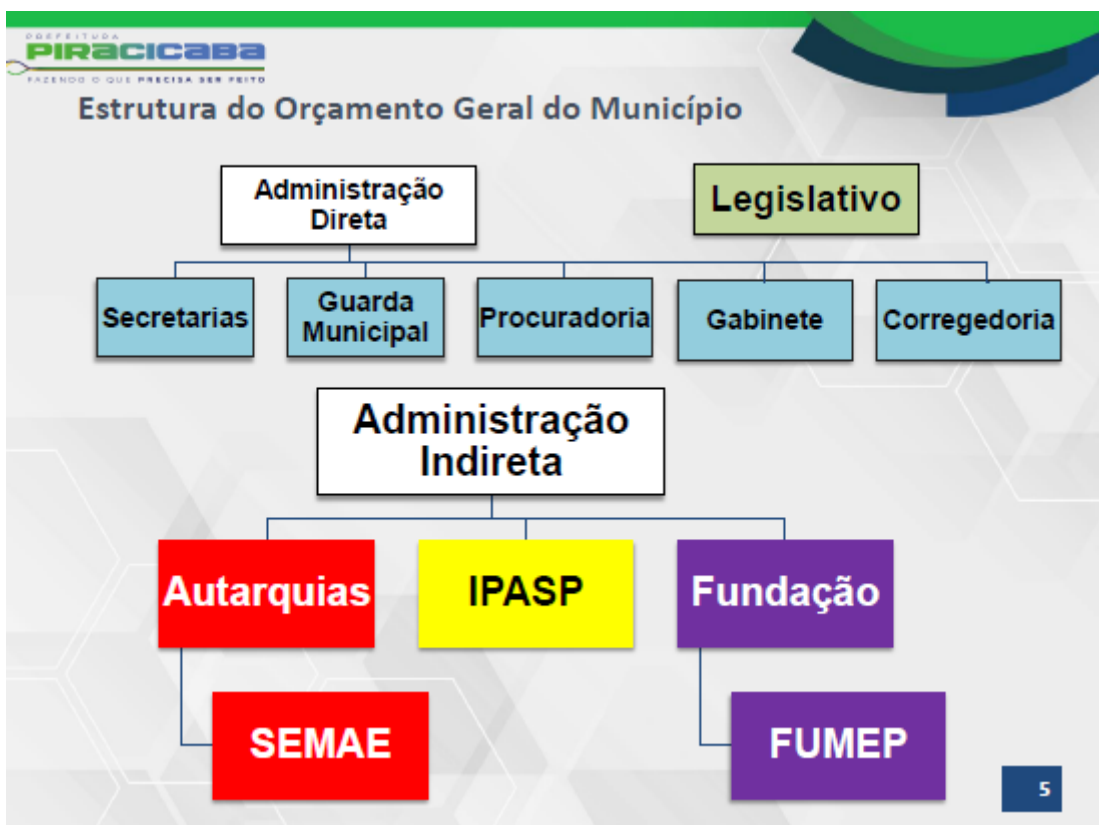 PREFEITURA
PIRACICABA
FAZENDO O QUE PRECISA SER FEITO
Estrutura do Orçamento Geral do Município
Administração
Direta
Legislativo
Secretarias
Guarda
Municipal
Procuradoria
Gabinete
Corregedoria
Administração
Indireta
Autarquias
IPASP
Fundação
SEMAE
FUMEP
5